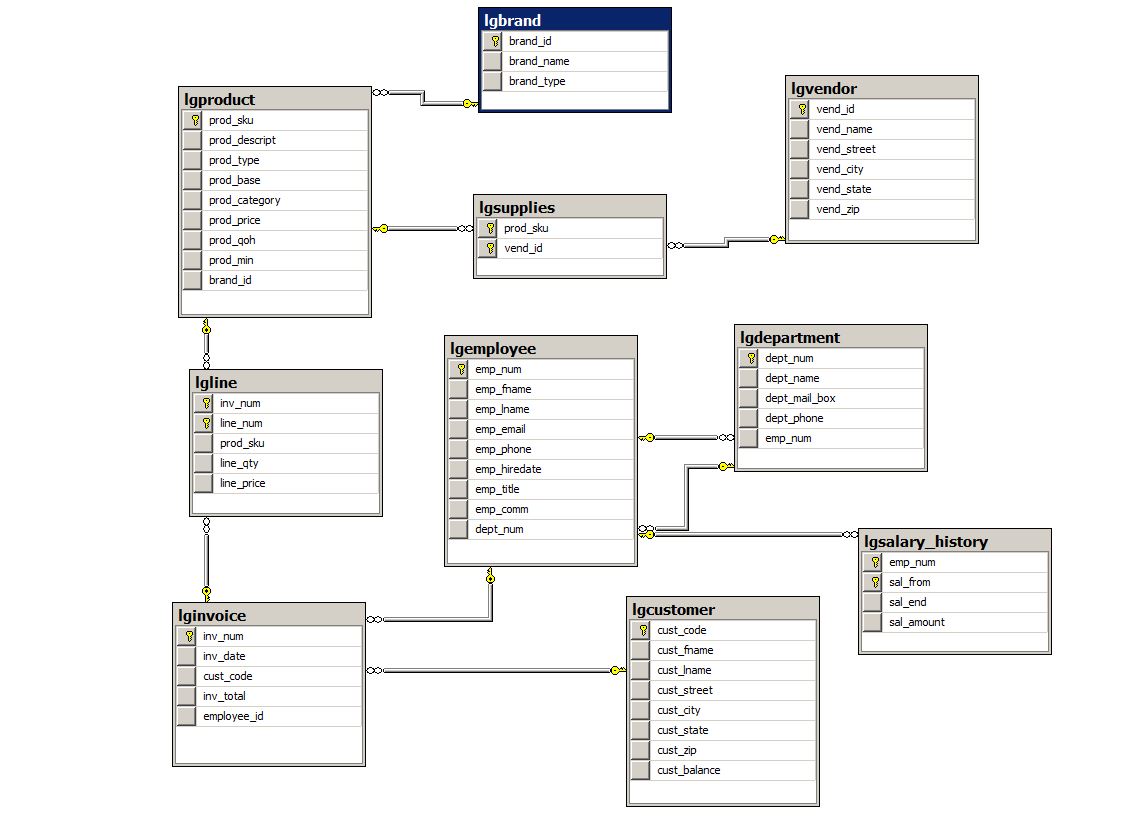 lgbrand
brand_id
brand_name
brand_type
lgproduct
prod_sku
prod_descript
prod_type
prod_base
prod_category
prod_price
prod_qoh
prod_min
brand_id
lgvendor
vend_id
vend_name
vend_street
vend_city
vend_state
vend_zip
lgsupplies
prod_sku
vend_id
lgemployee
emp_num
emp_fname
emp_lname
emp_email
emp_phone
emp_hiredate
emp_title
emp_comm
dept_num
lgdepartment
dept_num
dept_name
dept_mail_box
dept_phone
emp_num
lgline
inv_num
line_num
prod_sku
line_qty
line_price
lgsalary_history
emp_num
sal_from
sal_end
sal_amount
lginvoice
inv_num
inv_date
cust_code
inv_total
employee_id
lgcustomer
cust_code
cust_fname
cust_lname
cust_street
cust_city
cust_state
cust_zip
cust_balance